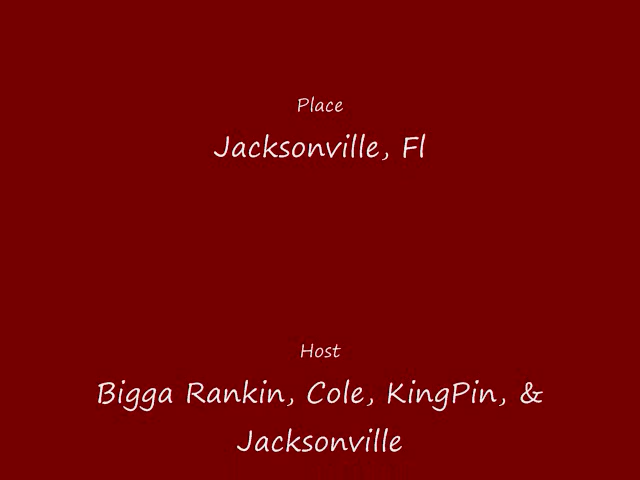 Place
Jacksonville, Fl
Host
Bigga Rankin, Cole, KingPin, &
Jacksonville